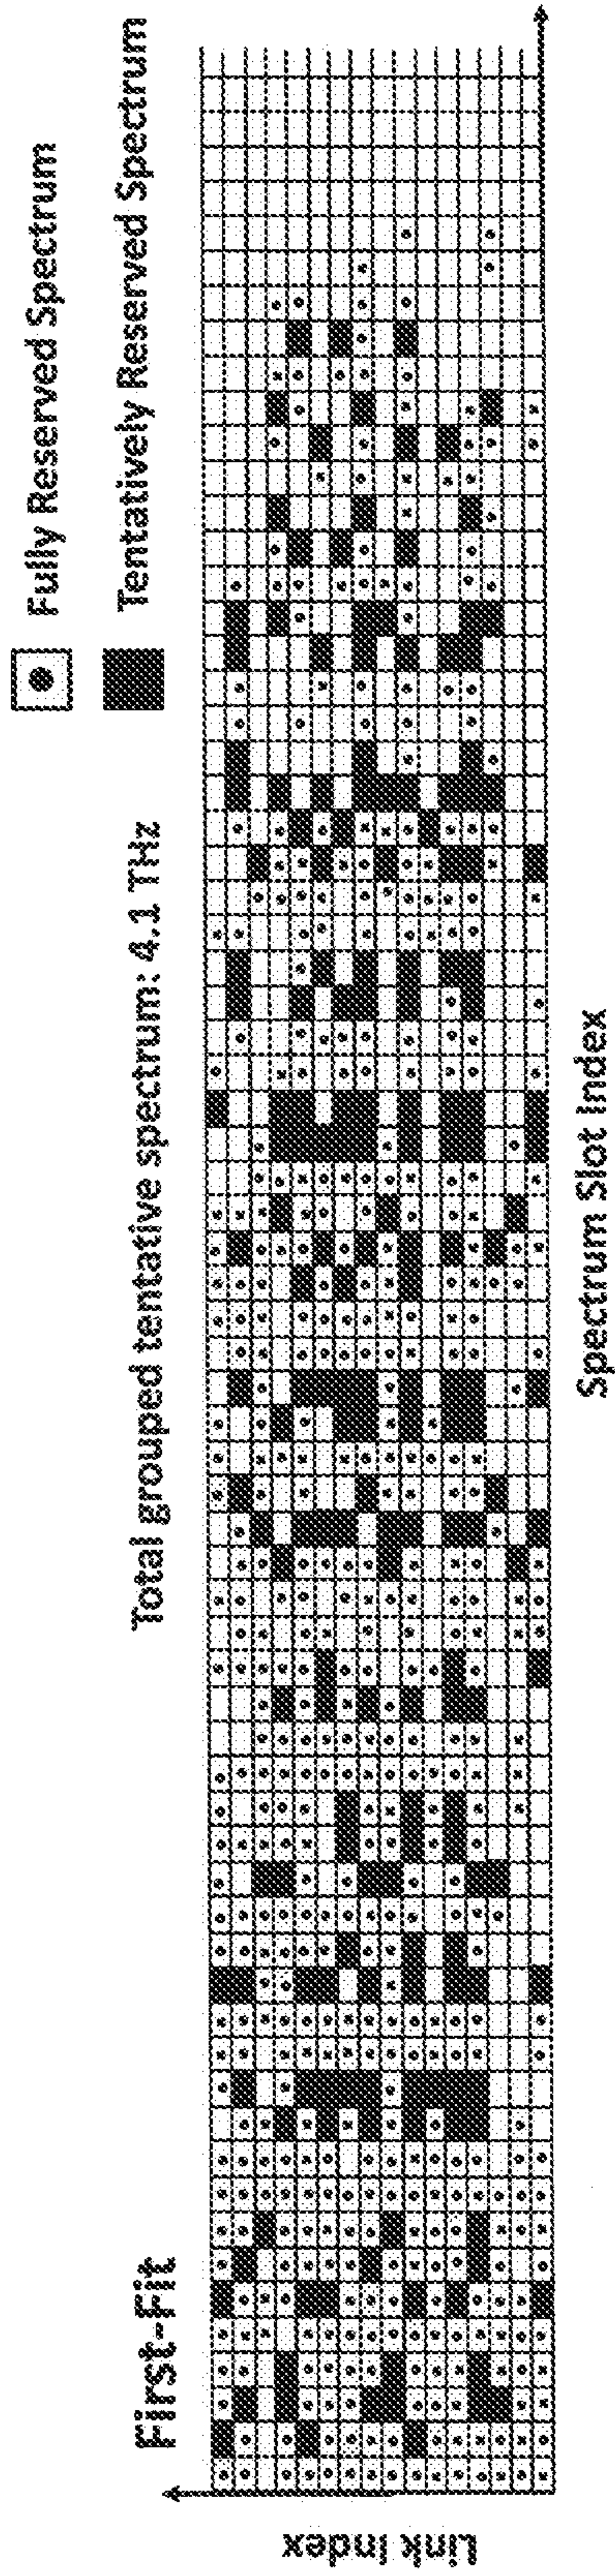 Fully Reserved Spectrum
Tentatively Reserved Spectrum
First-Fit
Total grouped tentative spectrum: 4.1 THz
Link Index
Spectrum Slot Index